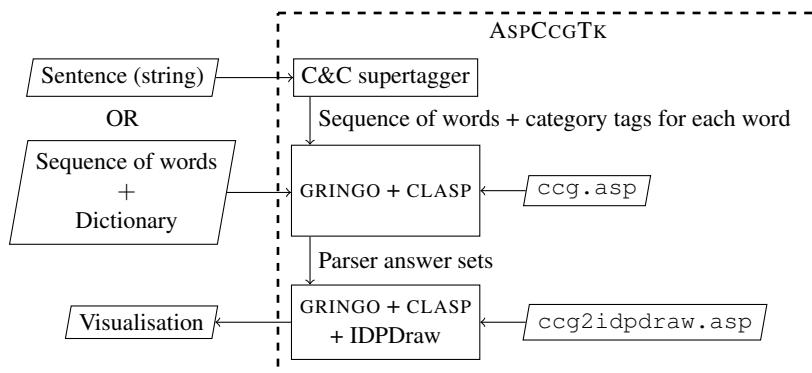 ASPCCGTK
Sentence (string)
C&C supertagger
OR
Sequence of words + category tags for each word
Sequence of words
+
Dictionary
GRINGO + CLASP
ccg.asp
Parser answer sets
Visualisation
GRINGO + CLASP
+ IDPDraw
ccg2idpdraw.asp